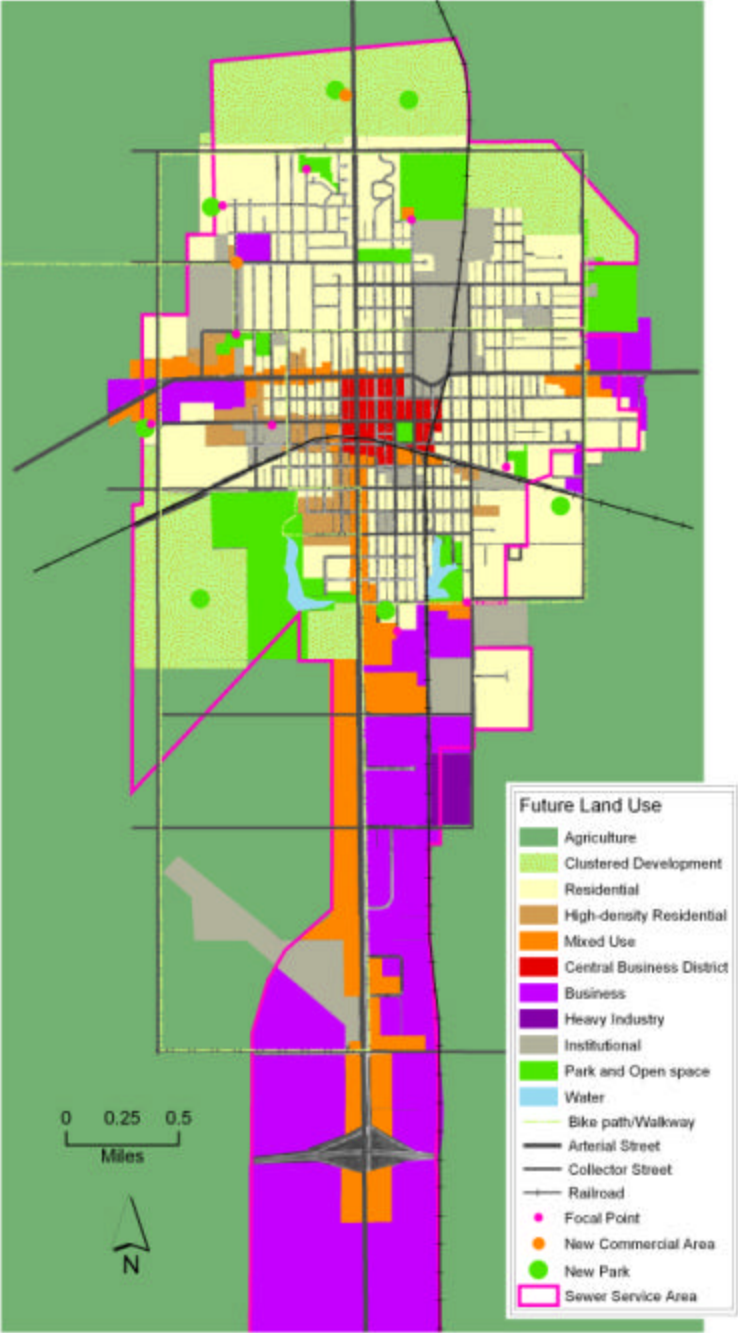 Future Land Use
Agriculture
Clustered Development
Residential
High-density Residential
Mixed Use
Central Business District
Business
Heavy Industry
Institutional
Park and Open space
Water
Bike path/Walkway
Arterial Street
Collector Street
Railroad
Focal Point
New Commercial Area
New Park
Sewer Service Area
0 0.25 0.5
Miles
N